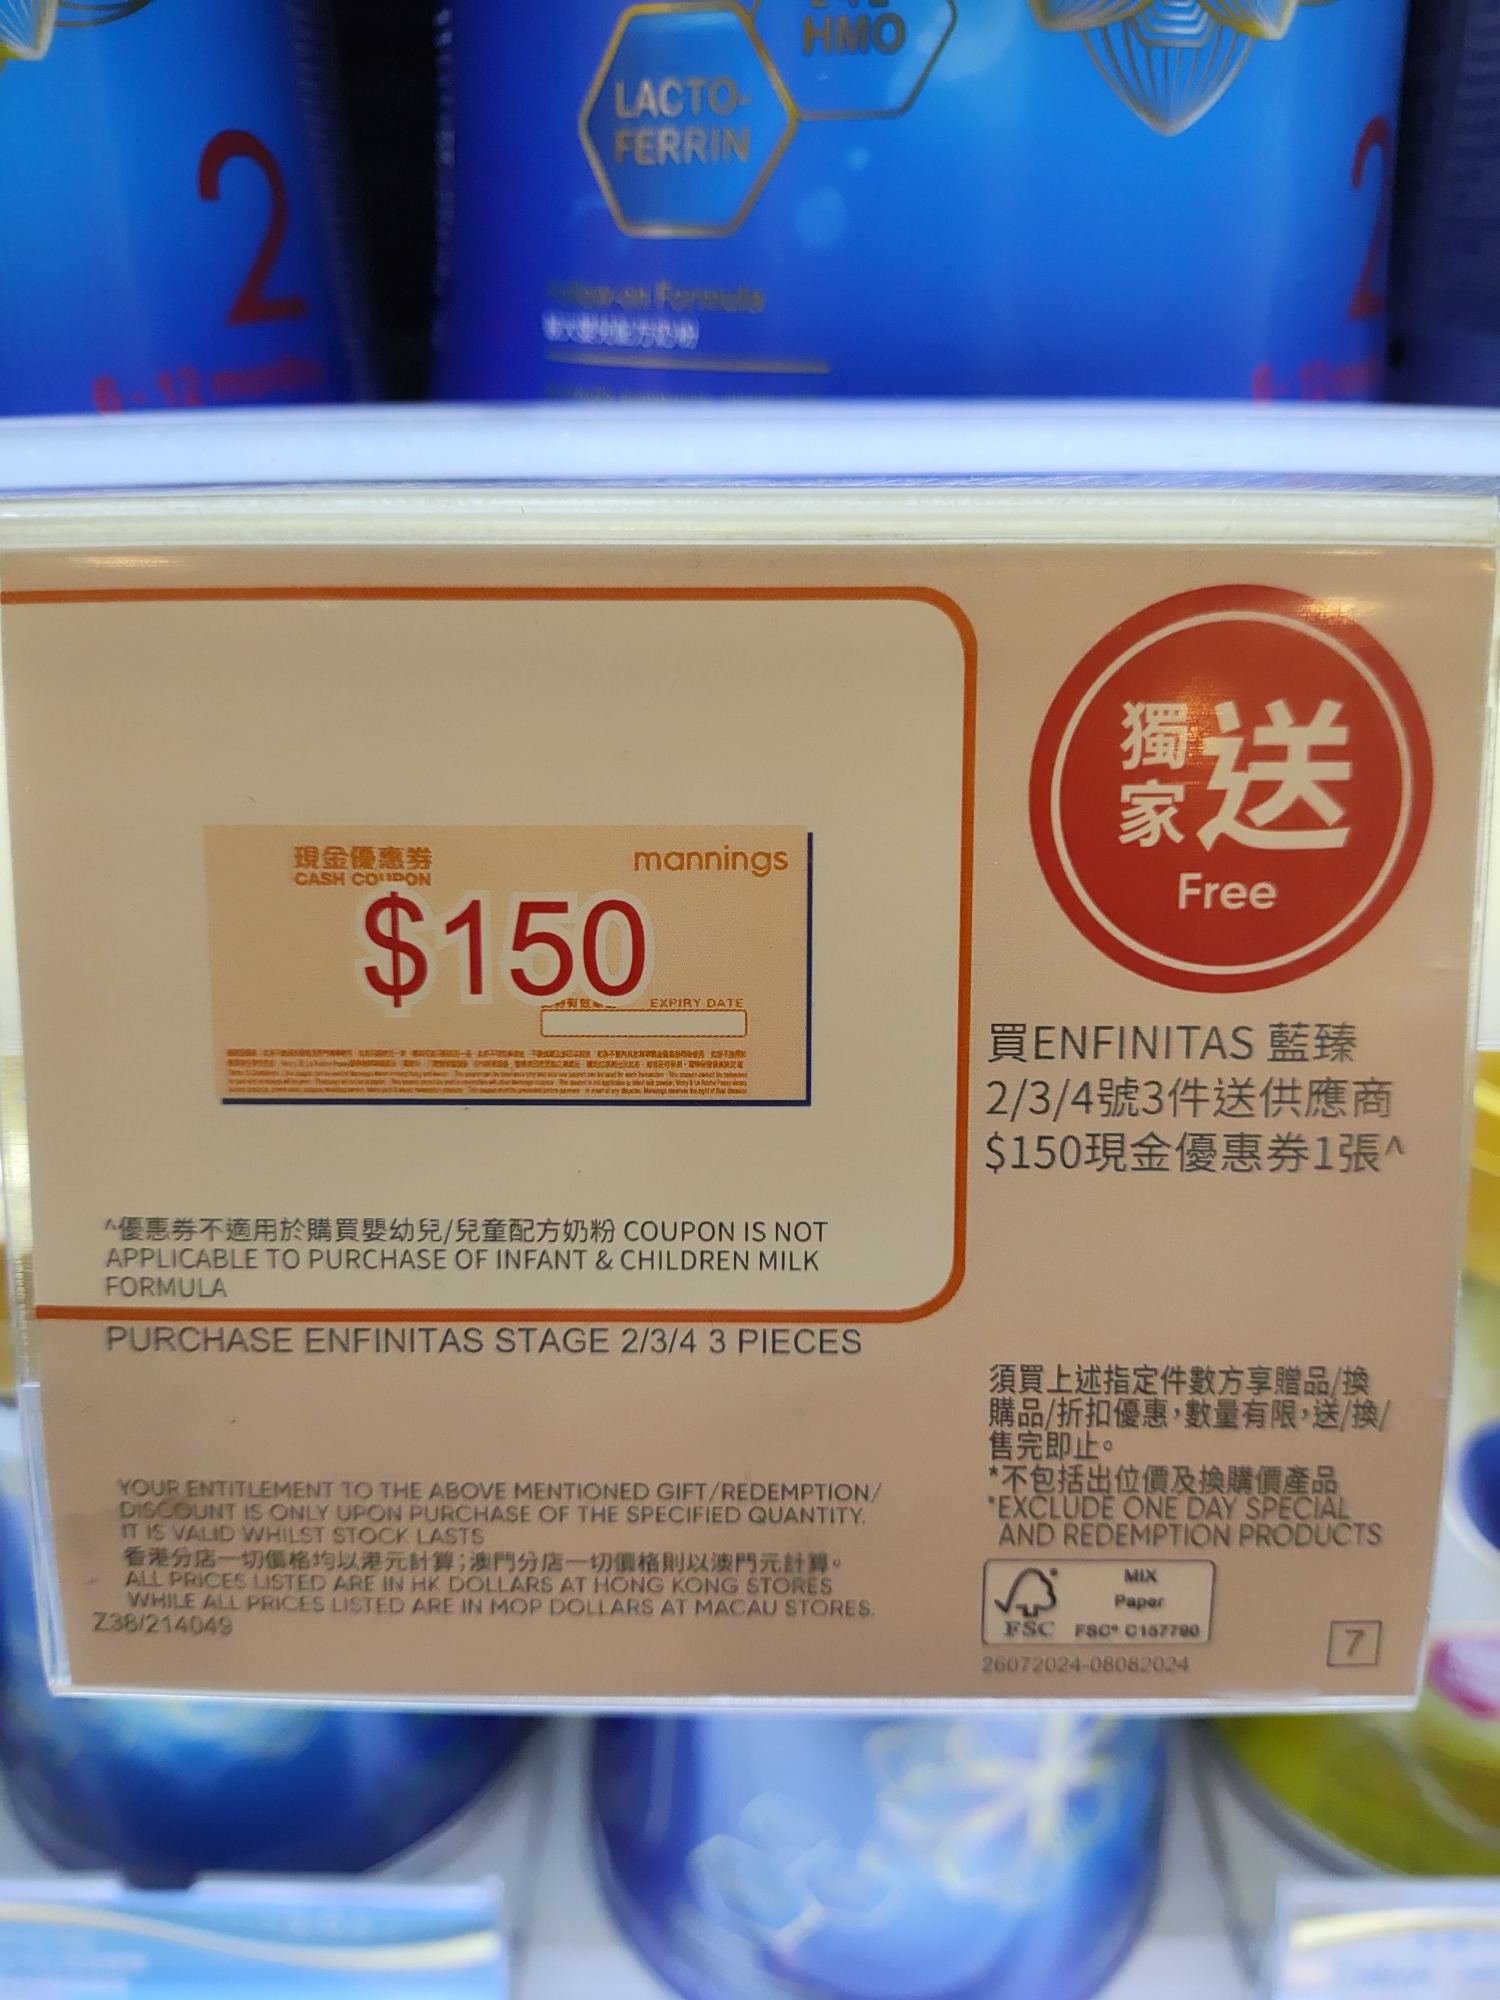 HMO
LACTO-
FERRIN
2
2
Follow on Formula
6 - 12 months
獨家送
Free
現金優惠券
mannings
CASH COUPON
$150
EXPIRY DATE
買ENFINITAS 藍臻
2/3/4號3件送供應商
$150現金優惠券1張^
^優惠券不適用於購買嬰幼兒/兒童配方奶粉 COUPON IS NOT
APPLICABLE TO PURCHASE OF INFANT & CHILDREN MILK
FORMULA
PURCHASE ENFINITAS STAGE 2/3/4 3 PIECES
須買上述指定件數方享贈品/換
購品/折扣優惠,數量有限,送/換/
售完即止。
*不包括出位價及換購價產品
*EXCLUDE ONE DAY SPECIAL
AND REDEMPTION PRODUCTS
YOUR ENTITLEMENT TO THE ABOVE MENTIONED GIFT/REDEMPTION/
DISCOUNT IS ONLY UPON PURCHASE OF THE SPECIFIED QUANTITY.
IT IS VALID WHILST STOCK LASTS
香港分店一切價格均以港元計算;澳門分店一切價格則以澳門元計算。
ALL PRICES LISTED ARE IN HK DOLLARS AT HONG KONG STORES
WHILE ALL PRICES LISTED ARE IN MOP DOLLARS AT MACAU STORES.
Z38/214049
MIX
Paper
FSC
FSC® C157790
26072024-08082024
7